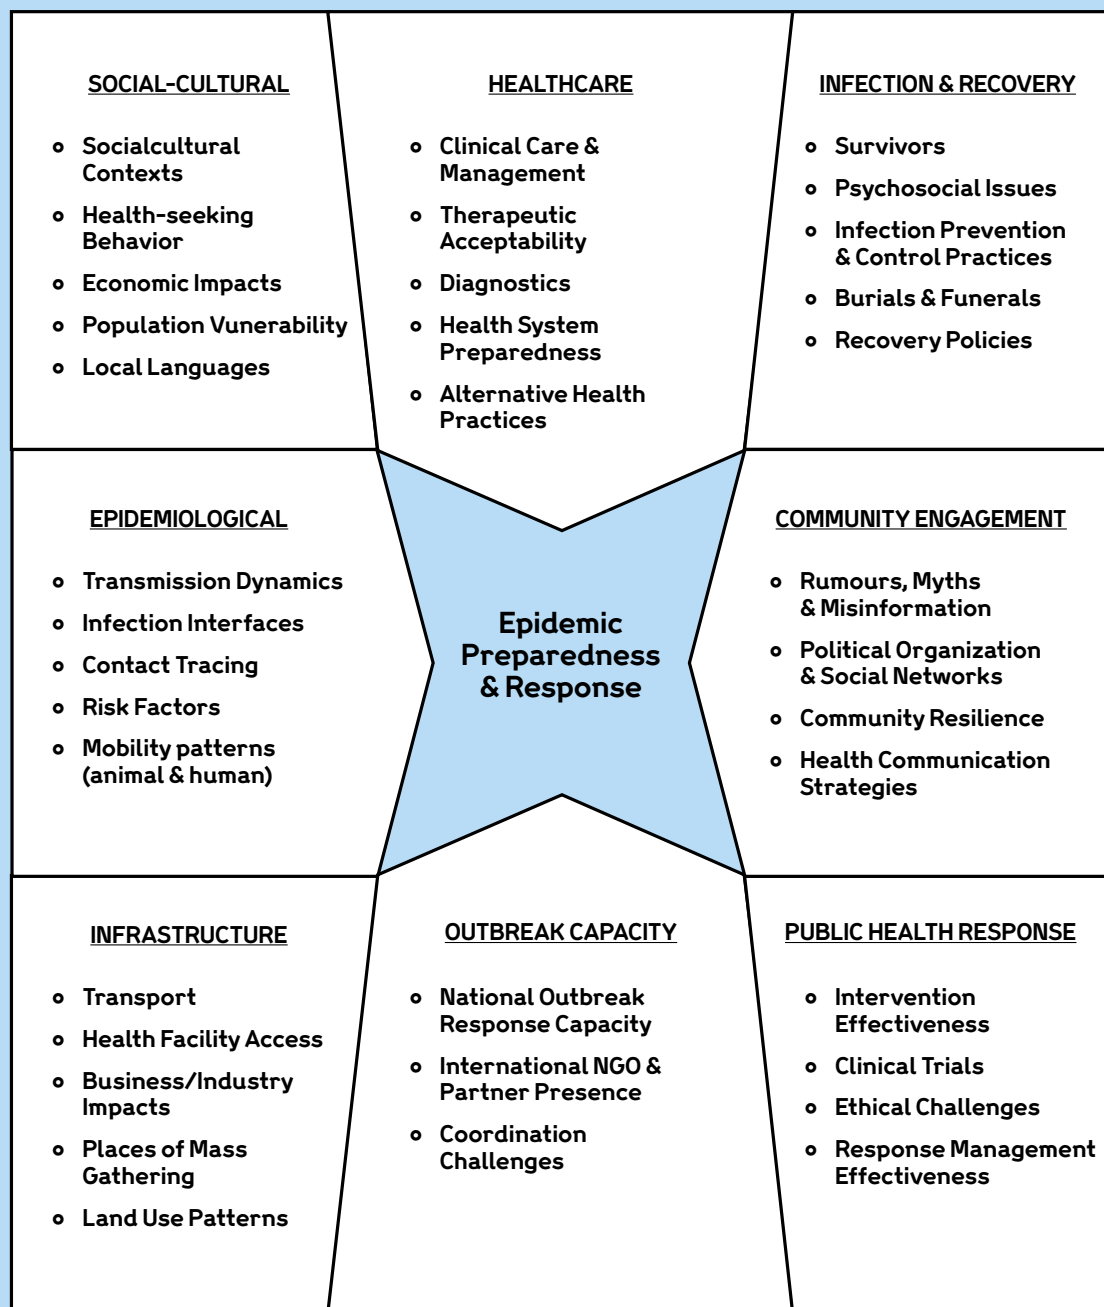 SOCIAL-CULTURAL
Socialcultural
Contexts
Health-seeking
Behavior
Economic Impacts
Population Vunerability
Local Languages
HEALTHCARE
Clinical Care &
Management
Therapeutic
Acceptability
Diagnostics
Health System
Preparedness
Alternative Health
Practices
INFECTION & RECOVERY
Survivors
Psychosocial Issues
Infection Prevention
& Control Practices
Burials & Funerals
Recovery Policies
EPIDEMIOLOGICAL
Transmission Dynamics
Infection Interfaces
Contact Tracing
Risk Factors
Mobility patterns
(animal & human)
Epidemic
Preparedness
& Response
COMMUNITY ENGAGEMENT
Rumours, Myths
& Misinformation
Political Organization
& Social Networks
Community Resilience
Health Communication
Strategies
INFRASTRUCTURE
Transport
Health Facility Access
Business/Industry
Impacts
Places of Mass
Gathering
Land Use Patterns
OUTBREAK CAPACITY
National Outbreak
Response Capacity
International NGO &
Partner Presence
Coordination
Challenges
PUBLIC HEALTH RESPONSE
Intervention
Effectiveness
Clinical Trials
Ethical Challenges
Response Management
Effectiveness